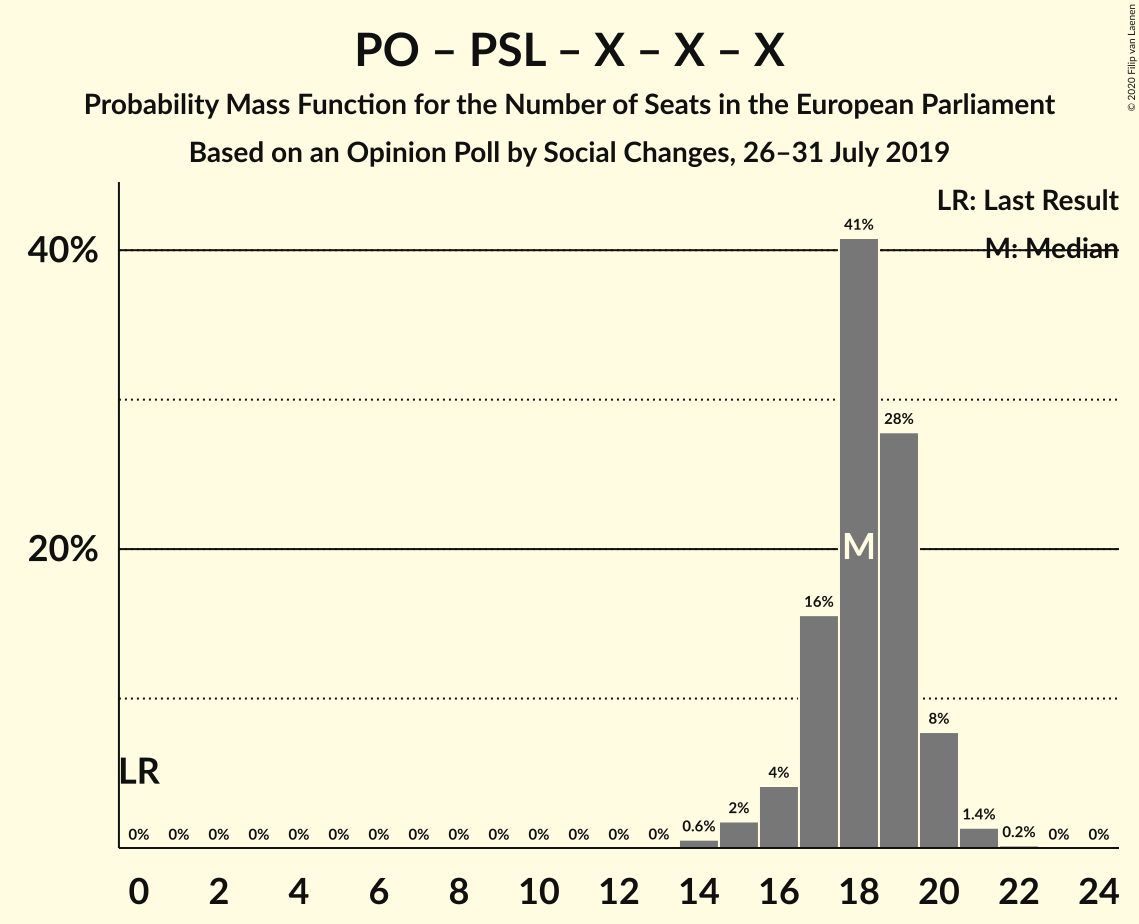 PO – PSL – X – X – X
Probability Mass Function for the Number of Seats in the European Parliament
Based on an Opinion Poll by Social Changes, 26–31 July 2019
© 2020 Filip van Laenen
LR: Last Result
M: Median
40%
20%
41%
28%
M
16%
8%
LR
4%
2%
1.4%
0% 0% 0% 0% 0% 0% 0% 0% 0% 0% 0% 0% 0% 0% 0.6% 0.2% 0% 0%
0 2 4 6 8 10 12 14 16 18 20 22 24